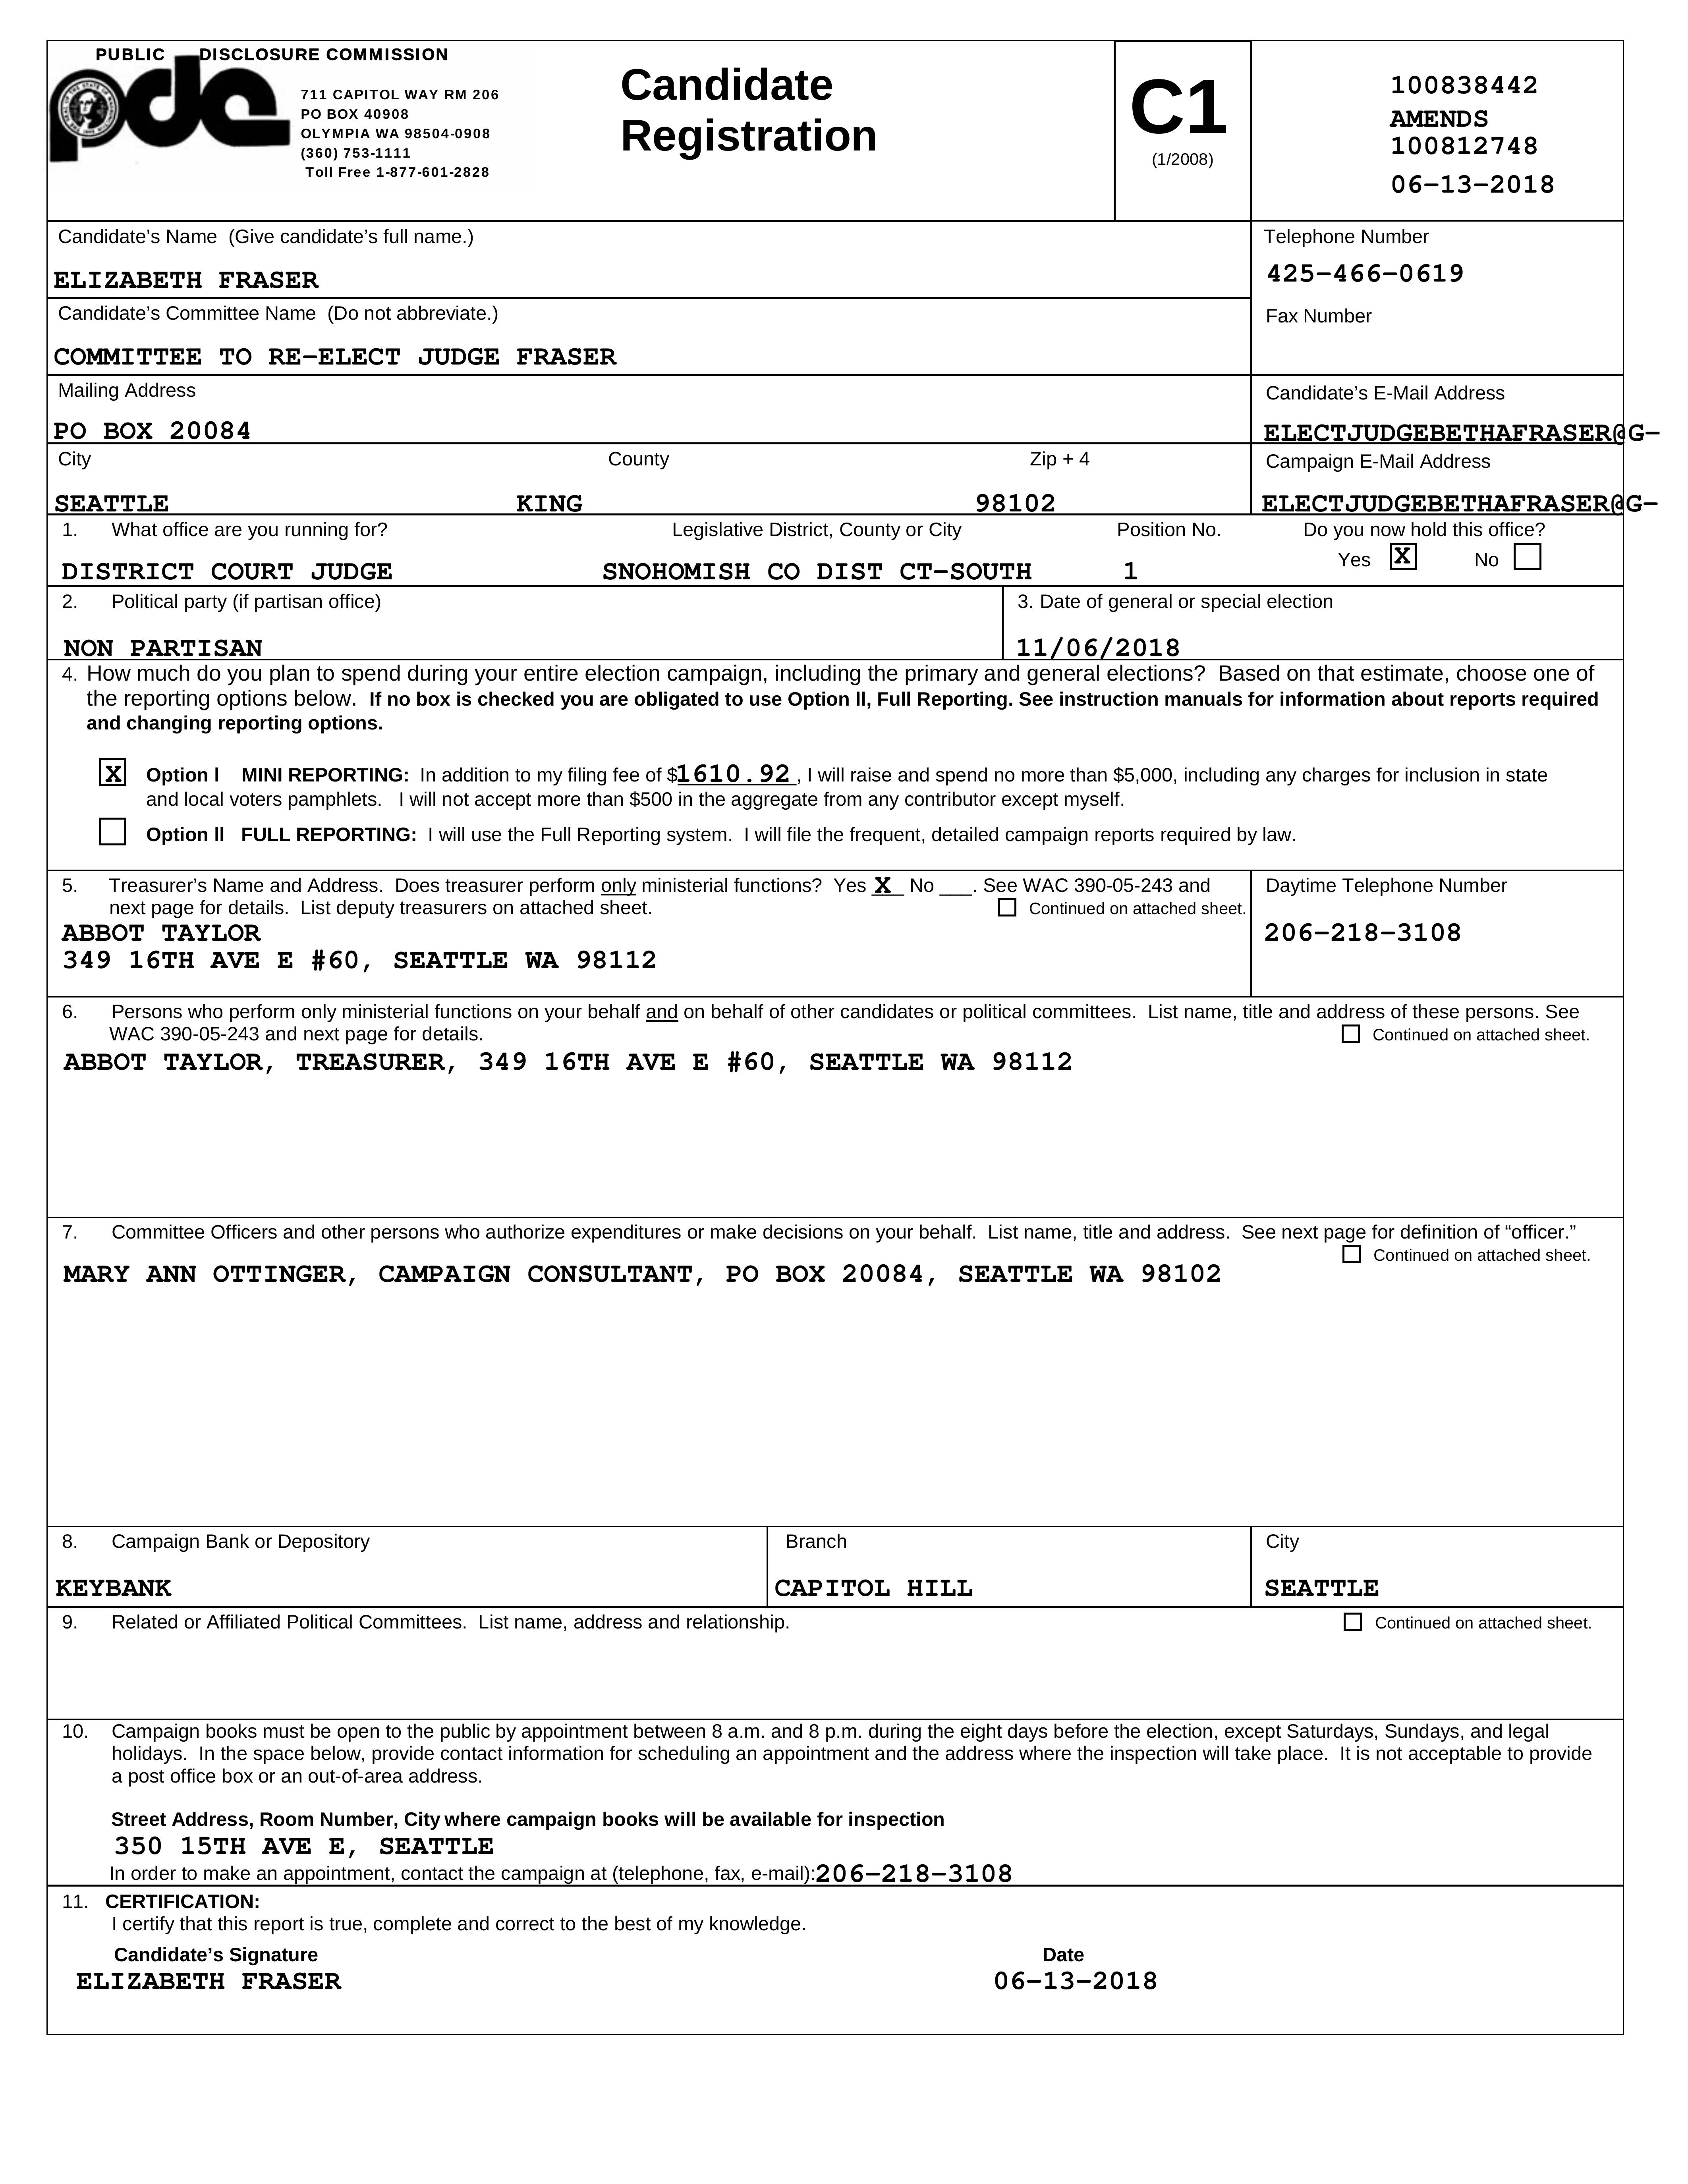 PUBLIC DISCLOSURE COMMISSION
pdc
711 CAPITOL WAY RM 206
PO BOX 40908
OLYMPIA WA 98504-0908
(360) 753-1111
Toll Free 1-877-601-2828
Candidate
Registration
C1
(1/2008)
100838442
AMENDS
100812748
06-13-2018
Candidate's Name (Give candidate's full name.)
ELIZABETH FRASER
Telephone Number
425-466-0619
Candidate's Committee Name (Do not abbreviate.)
COMMITTEE TO RE-ELECT JUDGE FRASER
Fax Number
Mailing Address
PO BOX 20084
Candidate's E-Mail Address
ELECTJUDGEBETHAFRASER@G-
City County Zip + 4
SEATTLE KING 98102
Campaign E-Mail Address
ELECTJUDGEBETHAFRASER@G-
1. What office are you running for? Legislative District, County or City Position No. Do you now hold this office?
Yes X No
DISTRICT COURT JUDGE SNOHOMISH CO DIST CT-SOUTH 1
2. Political party (if partisan office)
NON PARTISAN
3. Date of general or special election
11/06/2018
4. How much do you plan to spend during your entire election campaign, including the primary and general elections? Based on that estimate, choose one of
the reporting options below. If no box is checked you are obligated to use Option ll, Full Reporting. See instruction manuals for information about reports required
and changing reporting options.
X Option l MINI REPORTING: In addition to my filing fee of $1610.92, I will raise and spend no more than $5,000, including any charges for inclusion in state
and local voters pamphlets. I will not accept more than $500 in the aggregate from any contributor except myself.
Option ll FULL REPORTING: I will use the Full Reporting system. I will file the frequent, detailed campaign reports required by law.
5. Treasurer's Name and Address. Does treasurer perform only ministerial functions? Yes X No ___. See WAC 390-05-243 and
next page for details. List deputy treasurers on attached sheet. Continued on attached sheet.
ABBOT TAYLOR
349 16TH AVE E #60, SEATTLE WA 98112
Daytime Telephone Number
206-218-3108
6. Persons who perform only ministerial functions on your behalf and on behalf of other candidates or political committees. List name, title and address of these persons. See
WAC 390-05-243 and next page for details. Continued on attached sheet.
ABBOT TAYLOR, TREASURER, 349 16TH AVE E #60, SEATTLE WA 98112
7. Committee Officers and other persons who authorize expenditures or make decisions on your behalf. List name, title and address. See next page for definition of “officer.”
Continued on attached sheet.
MARY ANN OTTINGER, CAMPAIGN CONSULTANT, PO BOX 20084, SEATTLE WA 98102
8. Campaign Bank or Depository Branch City
KEYBANK CAPITOL HILL SEATTLE
9. Related or Affiliated Political Committees. List name, address and relationship. Continued on attached sheet.
10. Campaign books must be open to the public by appointment between 8 a.m. and 8 p.m. during the eight days before the election, except Saturdays, Sundays, and legal
holidays. In the space below, provide contact information for scheduling an appointment and the address where the inspection will take place. It is not acceptable to provide
a post office box or an out-of-area address.
Street Address, Room Number, City where campaign books will be available for inspection
350 15TH AVE E, SEATTLE
In order to make an appointment, contact the campaign at (telephone, fax, e-mail):206-218-3108
11. CERTIFICATION:
I certify that this report is true, complete and correct to the best of my knowledge.
Candidate's Signature Date
ELIZABETH FRASER 06-13-2018